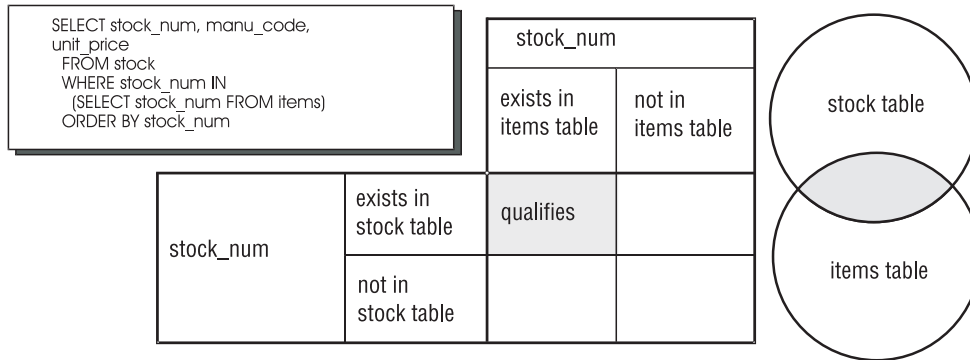 SELECT stock_num, manu_code,
unit_price
FROM stock
WHERE stock_num IN
(SELECT stock_num FROM items)
ORDER BY stock_num
stock_num
exists in
items table
not in
items table
stock_num
exists in
stock table
qualifies
not in
stock table
stock table
items table